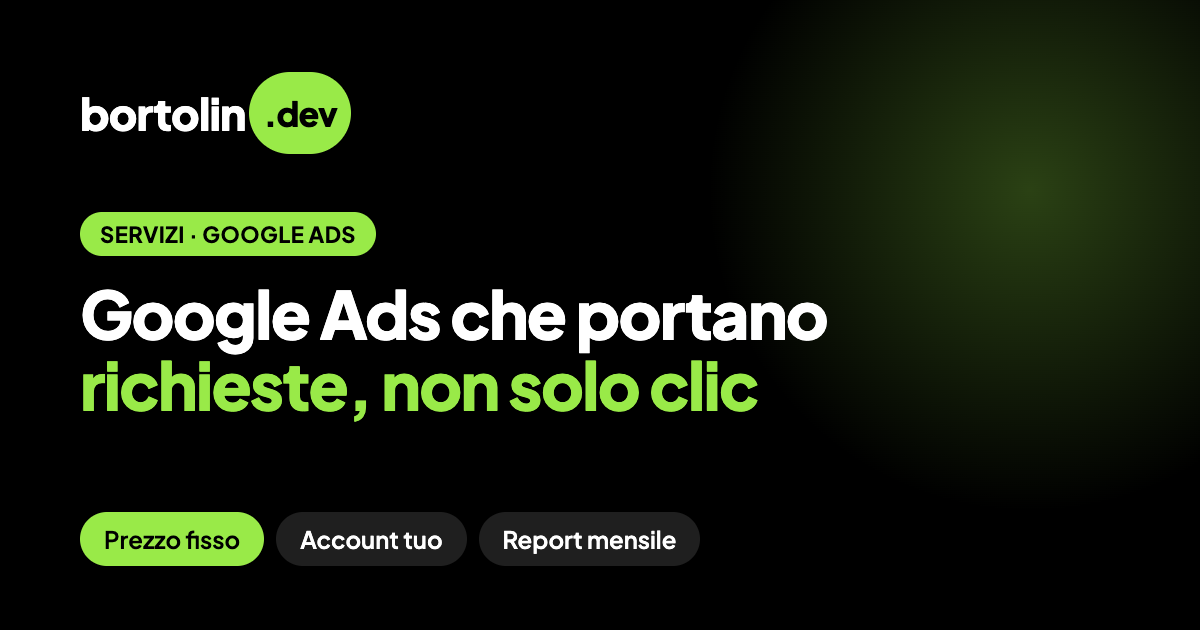 bortolin.dev
SERVIZI · GOOGLE ADS
Google Ads che portano
richieste, non solo clic
Prezzo fisso
Account tuo
Report mensile